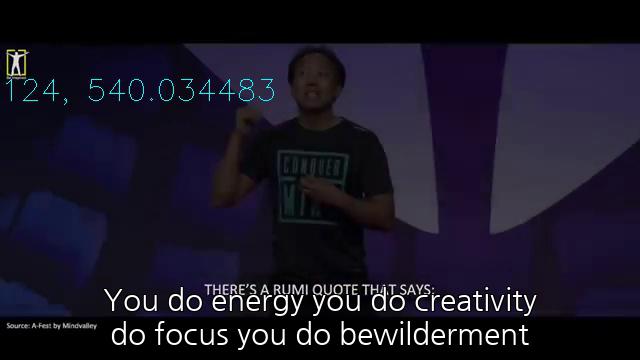 124, 540.034483
CONQUER
THERE'S A RUMI QUOTE THAT SAYS:
You do energy you do creativity
do focus you do bewilderment
Source: A-Fest by Mindvalley